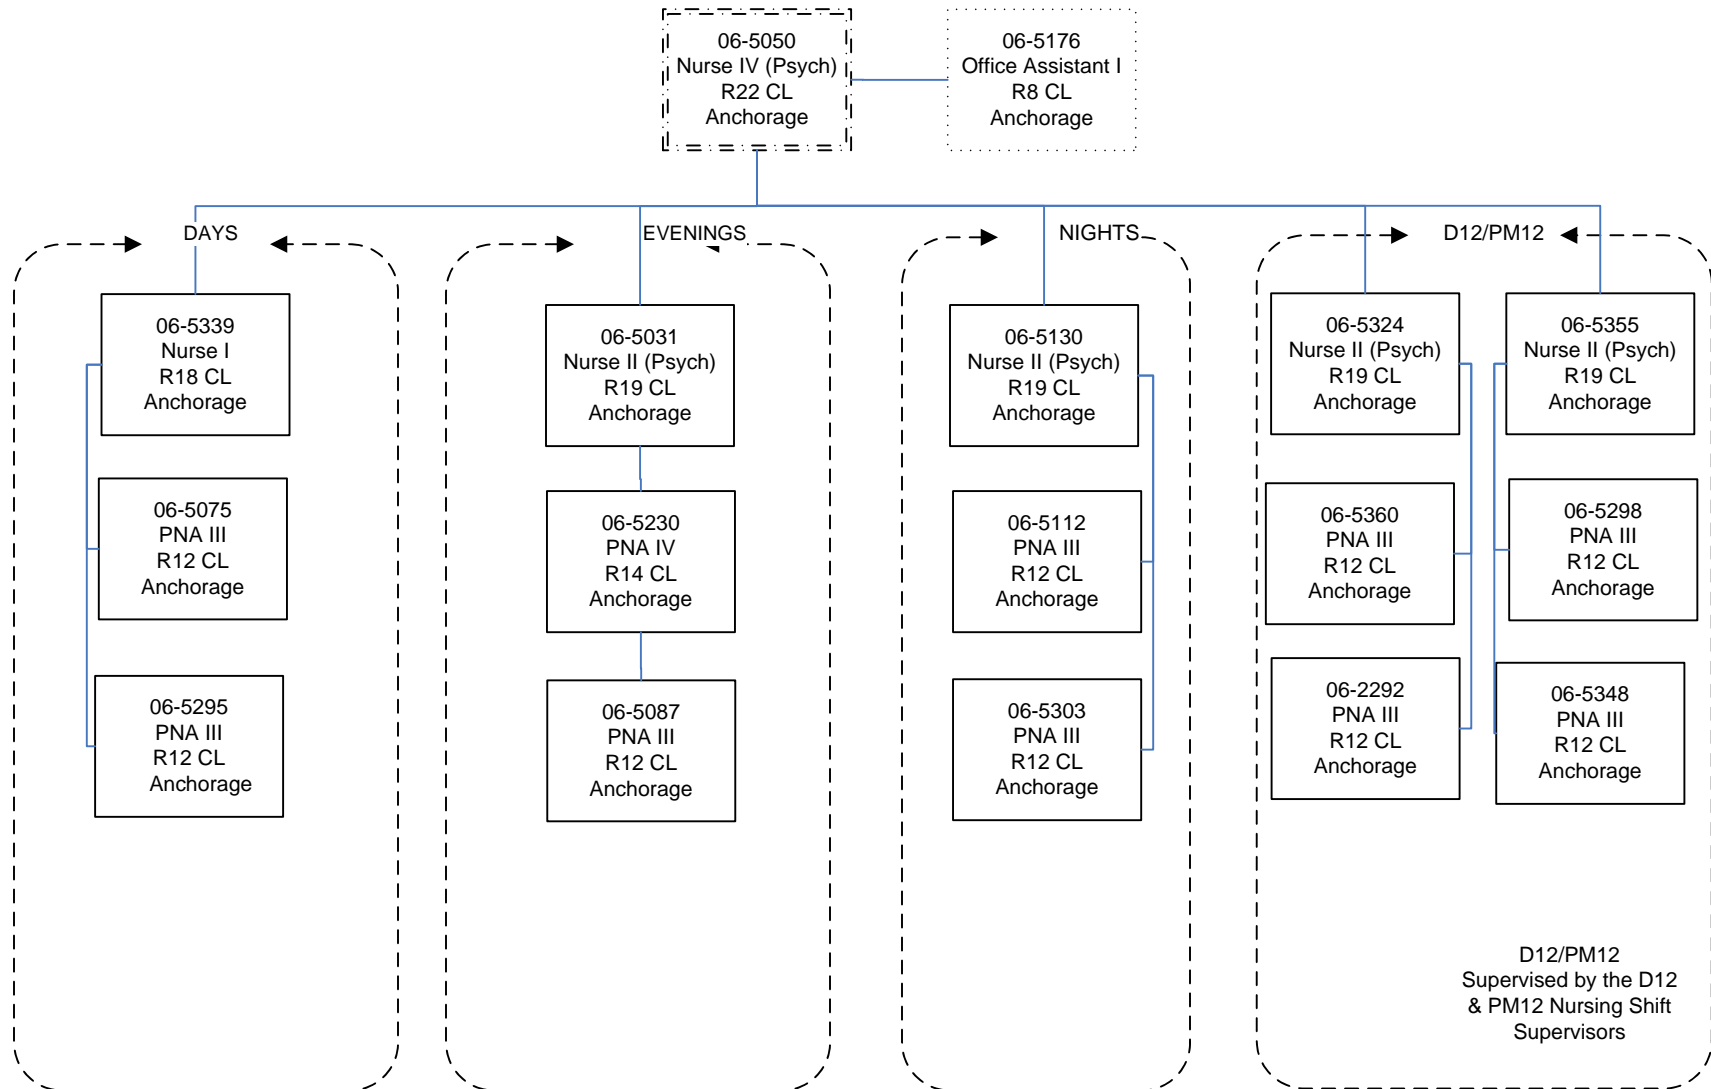 06-5050
Nurse IV (Psych)
R22 CL
Anchorage
06-5176
Office Assistant I
R8 CL
Anchorage
DAYS
06-5339
Nurse I
R18 CL
Anchorage
06-5075
PNA III
R12 CL
Anchorage
06-5295
PNA III
R12 CL
Anchorage
EVENINGS
06-5031
Nurse II (Psych)
R19 CL
Anchorage
06-5230
PNA IV
R14 CL
Anchorage
06-5087
PNA III
R12 CL
Anchorage
NIGHTS
06-5130
Nurse II (Psych)
R19 CL
Anchorage
06-5112
PNA III
R12 CL
Anchorage
06-5303
PNA III
R12 CL
Anchorage
D12/PM12
06-5324
Nurse II (Psych)
R19 CL
Anchorage
06-5360
PNA III
R12 CL
Anchorage
06-2292
PNA III
R12 CL
Anchorage
06-5355
Nurse II (Psych)
R19 CL
Anchorage
06-5298
PNA III
R12 CL
Anchorage
06-5348
PNA III
R12 CL
Anchorage
D12/PM12
Supervised by the D12
& PM12 Nursing Shift
Supervisors